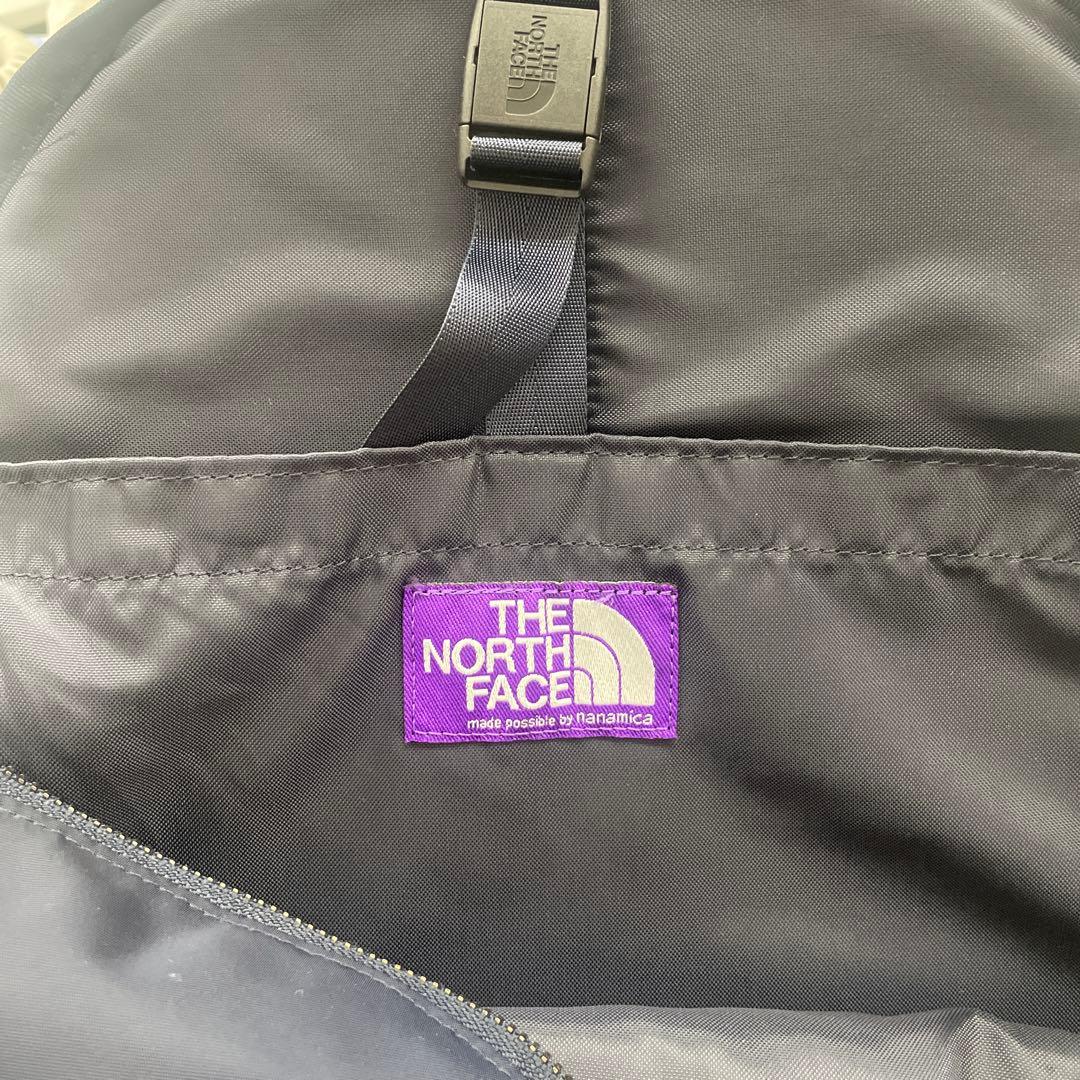 THE
NORTH
FACE
THE
NORTH
FACE
made possible by nanamica